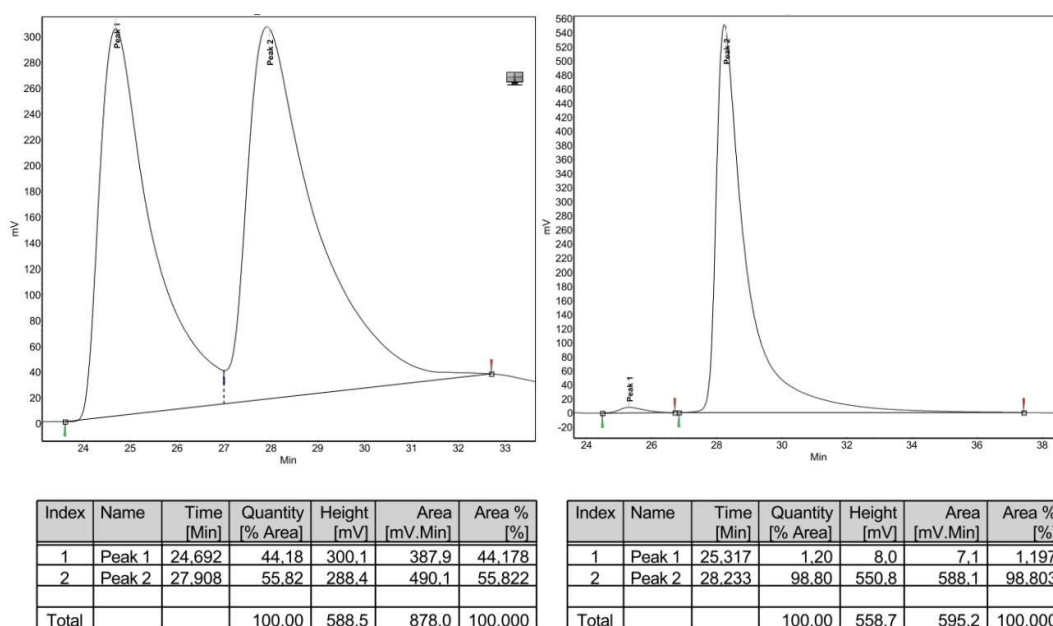 300
280
260
240
220
200
180
160
140
120
100
80
60
40
20
0
mV
Peak 1
Peak 2
24 25 26 27 28 29 30 31 32 33
Min
560
540
520
500
480
460
440
420
400
380
360
340
320
300
280
260
240
220
200
180
160
140
120
100
80
60
40
20
0
-20
mV
Peak 1
Peak 2
24 26 28 30 32 34 36 38
Min
Index Name Time [Min] Quantity [% Area] Height [mV] Area [mV.Min] Area % [%]
1 Peak 1 24,692 44,18 300,1 387,9 44,178
2 Peak 2 27,908 55,82 288,4 490,1 55,822
Total 100,00 588,5 878,0 100,000
Index Name Time [Min] Quantity [% Area] Height [mV] Area [mV.Min] Area % [%]
1 Peak 1 25,317 1,20 8,0 7,1 1,197
2 Peak 2 28,233 98,80 550,8 588,1 98,803
Total 100,00 558,7 595,2 100,000